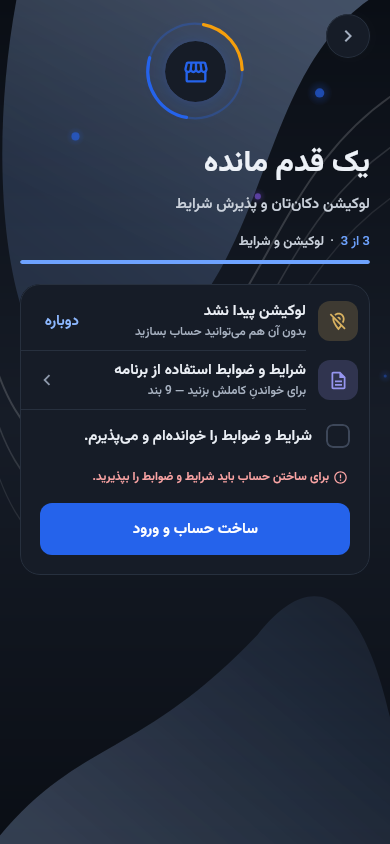 یک قدم مانده
لوکیشن دکان‌تان و پذیرش شرایط
3 از 3 · لوکیشن و شرایط
لوکیشن پیدا نشد
بدون آن هم می‌توانید حساب بسازید
دوباره
شرایط و ضوابط استفاده از برنامه
برای خواندنِ کاملش بزنید — 9 بند
شرایط و ضوابط را خوانده‌ام و می‌پذیرم.
برای ساختن حساب باید شرایط و ضوابط را بپذیرید.
ساخت حساب و ورود